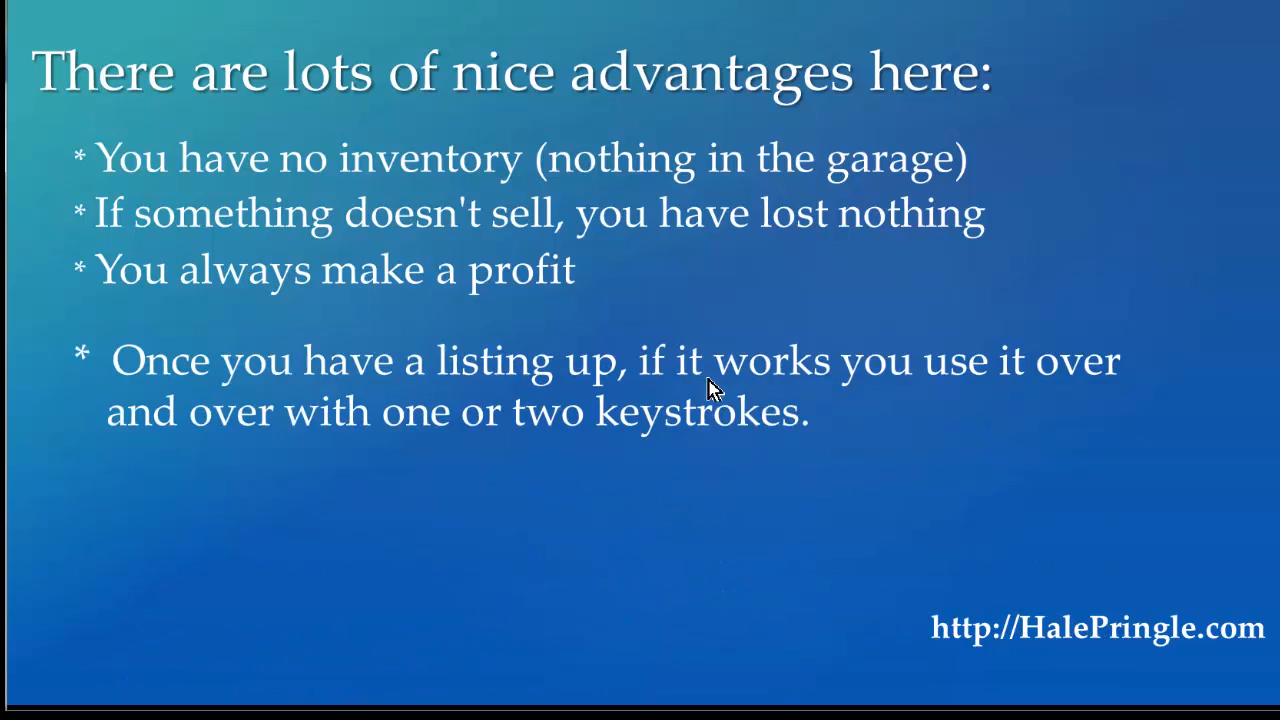 There are lots of nice advantages here:
* You have no inventory (nothing in the garage)
* If something doesn't sell, you have lost nothing
* You always make a profit
* Once you have a listing up, if it works you use it over
and over with one or two keystrokes.
http://HalePringle.com